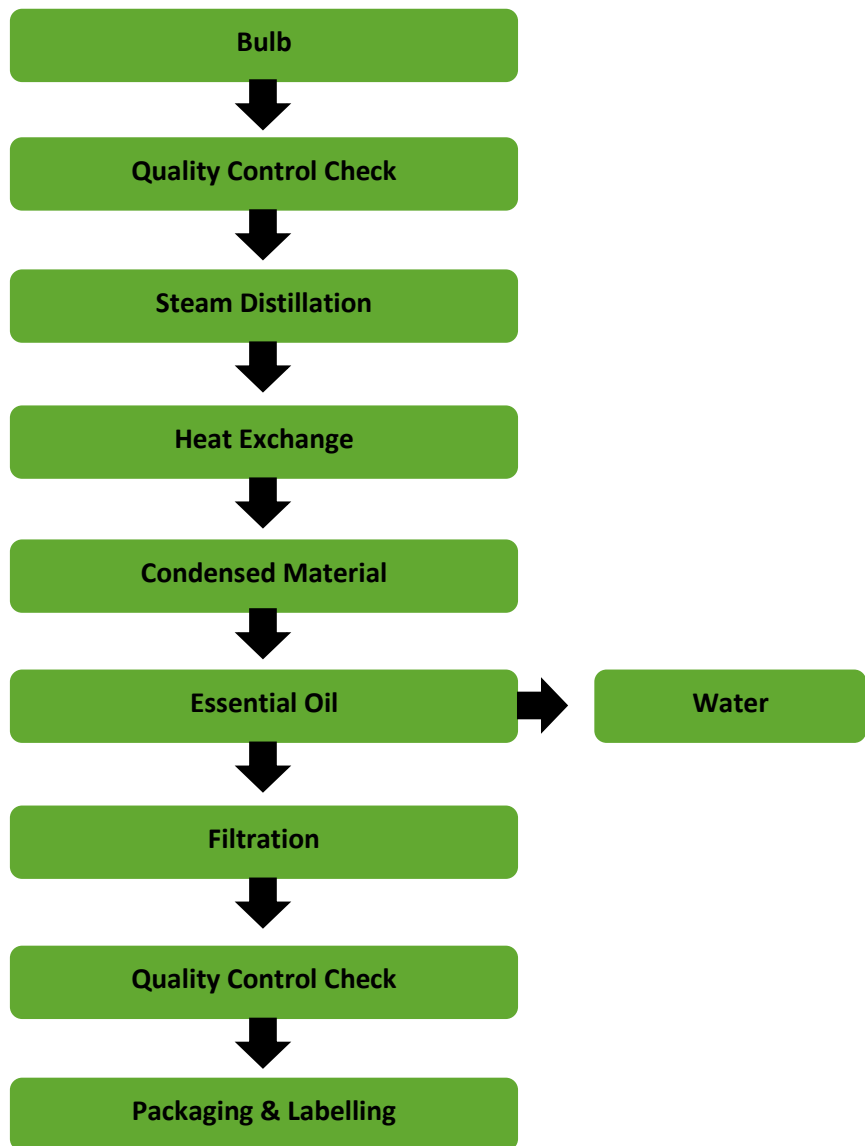 Bulb
Quality Control Check
Steam Distillation
Heat Exchange
Condensed Material
Essential Oil
Water
Filtration
Quality Control Check
Packaging & Labelling